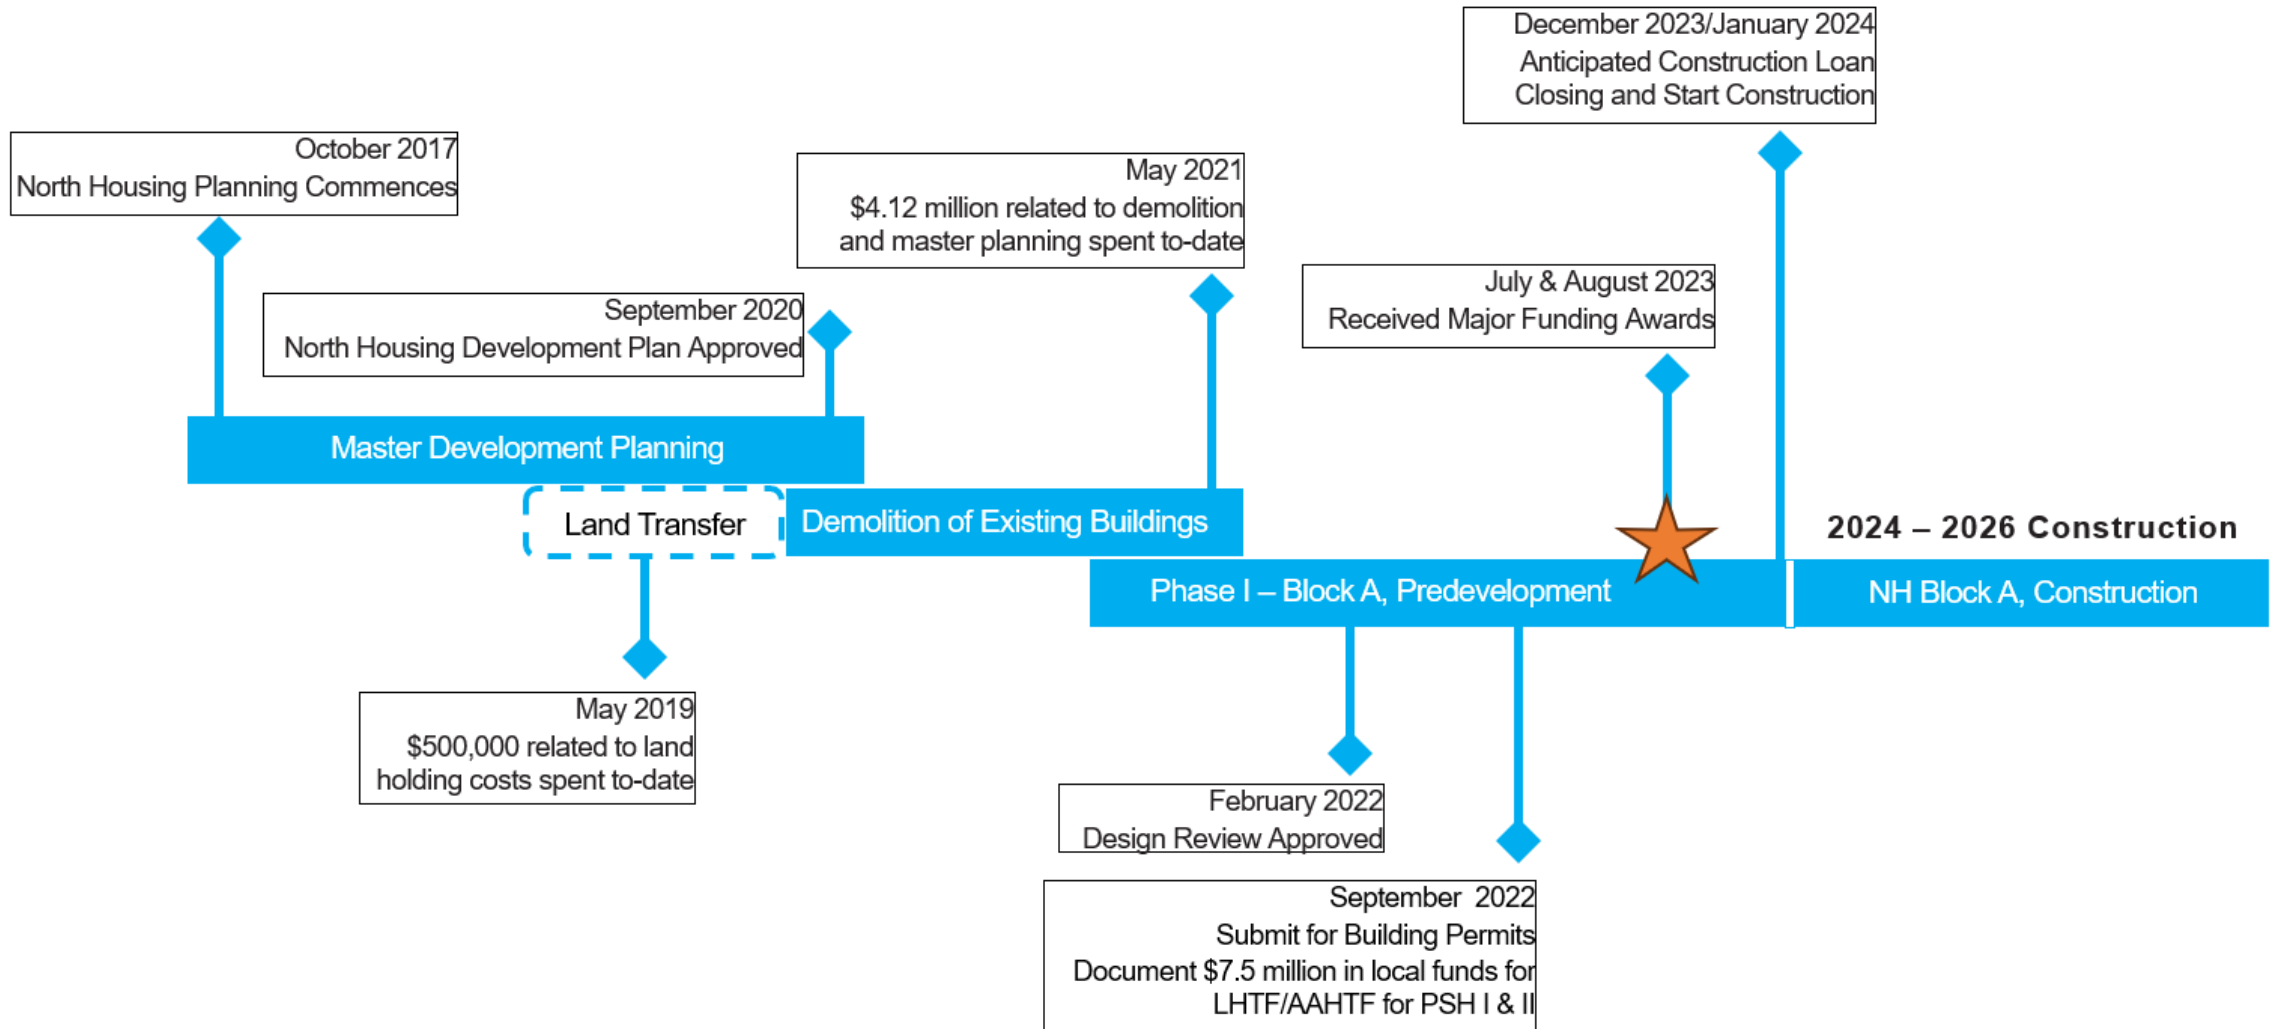 December 2023/January 2024
Anticipated Construction Loan
Closing and Start Construction
October 2017
North Housing Planning Commences
May 2021
$4.12 million related to demolition
and master planning spent to-date
July & August 2023
Received Major Funding Awards
September 2020
North Housing Development Plan Approved
Master Development Planning
Land Transfer
Demolition of Existing Buildings
2024 – 2026 Construction
Phase I – Block A, Predevelopment
NH Block A, Construction
May 2019
$500,000 related to land
holding costs spent to-date
February 2022
Design Review Approved
September 2022
Submit for Building Permits
Document $7.5 million in local funds for
LHTF/AAHTF for PSH I & II